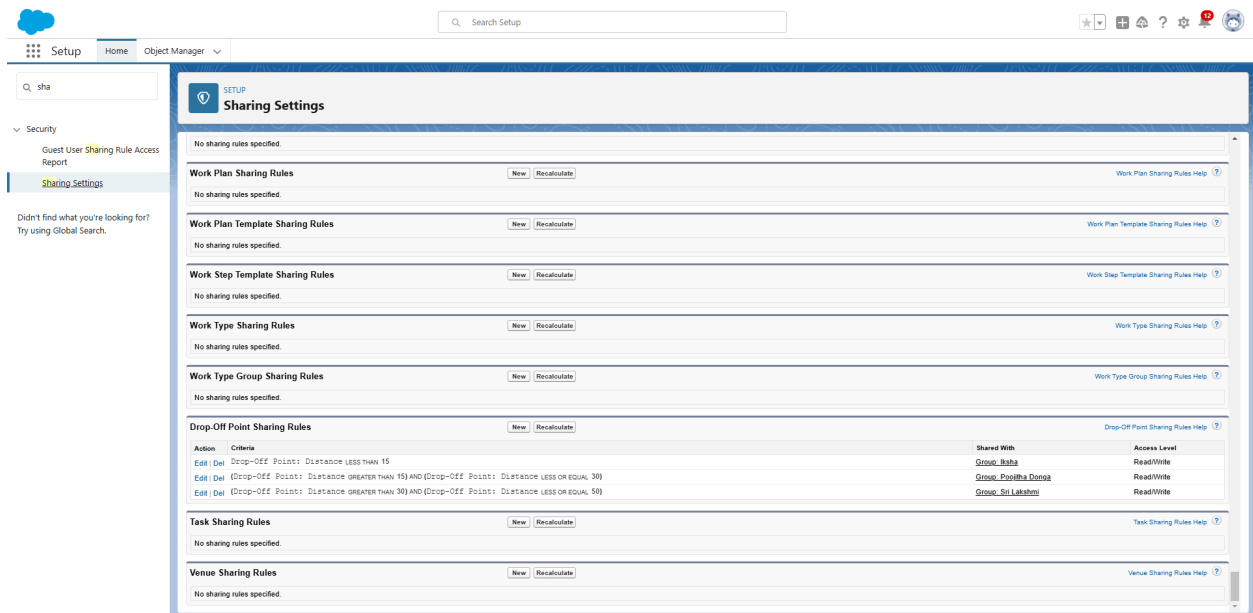 Search Setup
12
Setup
Home
Object Manager
sha
Security
Guest User Sharing Rule Access
Report
Sharing Settings
Didn't find what you're looking for?
Try using Global Search.
SETUP
Sharing Settings
No sharing rules specified.
Work Plan Sharing Rules New Recalculate Work Plan Sharing Rules Help ?
No sharing rules specified.
Work Plan Template Sharing Rules New Recalculate Work Plan Template Sharing Rules Help ?
No sharing rules specified.
Work Step Template Sharing Rules New Recalculate Work Step Template Sharing Rules Help ?
No sharing rules specified.
Work Type Sharing Rules New Recalculate Work Type Sharing Rules Help ?
No sharing rules specified.
Work Type Group Sharing Rules New Recalculate Work Type Group Sharing Rules Help ?
No sharing rules specified.
Drop-Off Point Sharing Rules New Recalculate Drop-Off Point Sharing Rules Help ?
Action Criteria Shared With Access Level
Edit | Del Drop-Off Point: Distance LESS THAN 15 Group: Iksha Read/Write
Edit | Del (Drop-Off Point: Distance GREATER THAN 15) AND (Drop-Off Point: Distance LESS OR EQUAL 30) Group: Poojitha Donga Read/Write
Edit | Del (Drop-Off Point: Distance GREATER THAN 30) AND (Drop-Off Point: Distance LESS OR EQUAL 50) Group: Sri Lakshmi Read/Write
Task Sharing Rules New Recalculate Task Sharing Rules Help ?
No sharing rules specified.
Venue Sharing Rules New Recalculate Venue Sharing Rules Help ?
No sharing rules specified.